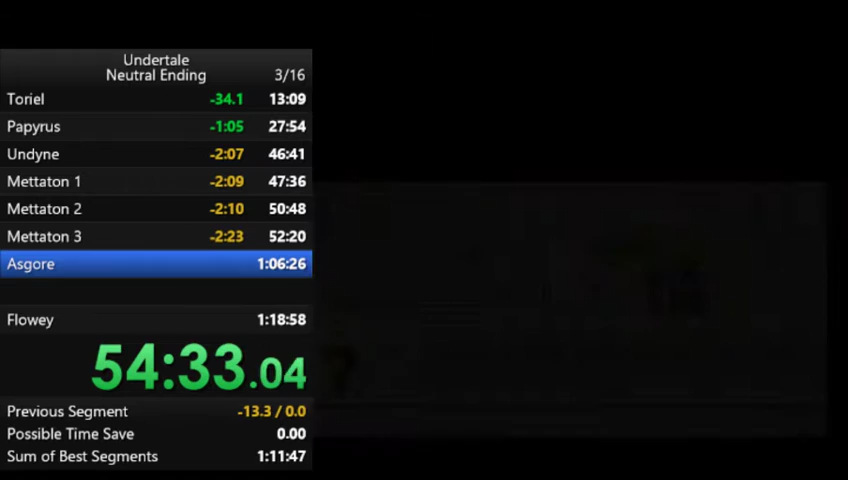 Undertale
Neutral Ending 3/16
Toriel -34.1 13:09
Papyrus -1:05 27:54
Undyne -2:07 46:41
Mettaton 1 -2:09 47:36
Mettaton 2 -2:10 50:48
Mettaton 3 -2:23 52:20
Asgore 1:06:26
Flowey 1:18:58
54:33.04
Previous Segment -13.3 / 0.0
Possible Time Save 0.00
Sum of Best Segments 1:11:47